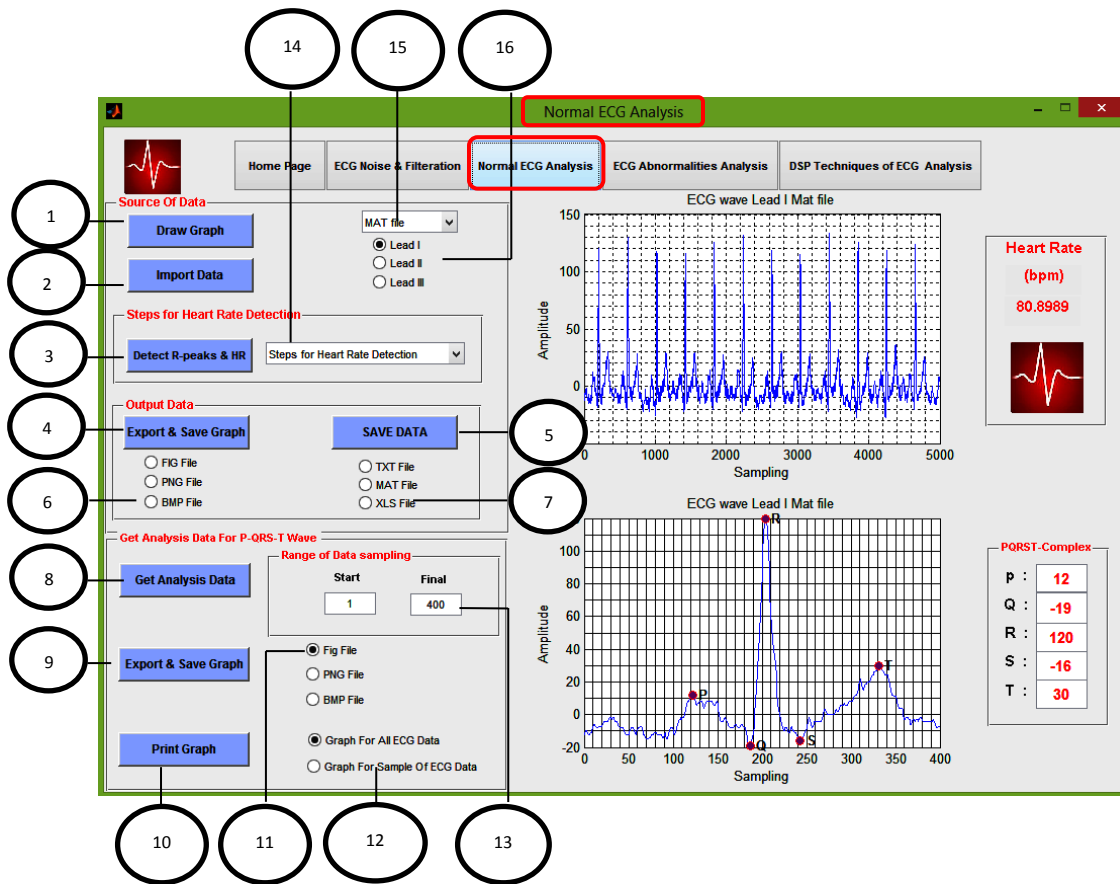 14 15 16
Normal ECG Analysis
Home Page ECG Noise & Filteration Normal ECG Analysis ECG Abnormalities Analysis DSP Techniques of ECG Analysis
Source Of Data
1
Draw Graph
MAT file
Lead I
Lead II
Lead III
2
Import Data
Steps for Heart Rate Detection
3
Detect R-peaks & HR
Steps for Heart Rate Detection
Output Data
4
Export & Save Graph
SAVE DATA
5
FIG File
PNG File
BMP File
6
TXT File
MAT File
XLS File
7
Get Analysis Data For P-QRS-T Wave
8
Get Analysis Data
Range of Data sampling
Start Final
1 400
9
Export & Save Graph
Fig File
PNG File
BMP File
Print Graph
Graph For All ECG Data
Graph For Sample Of ECG Data
10 11 12 13
ECG wave Lead I Mat file
150
100
50
0
Amplitude
0 1000 2000 3000 4000 5000
Sampling
Heart Rate
(bpm)
80.8989
ECG wave Lead I Mat file
100
80
60
40
20
0
-20
Amplitude
R
P
T
Q
S
0 50 100 150 200 250 300 350 400
Sampling
PQRST-Complex
p : 12
Q : -19
R : 120
S : -16
T : 30